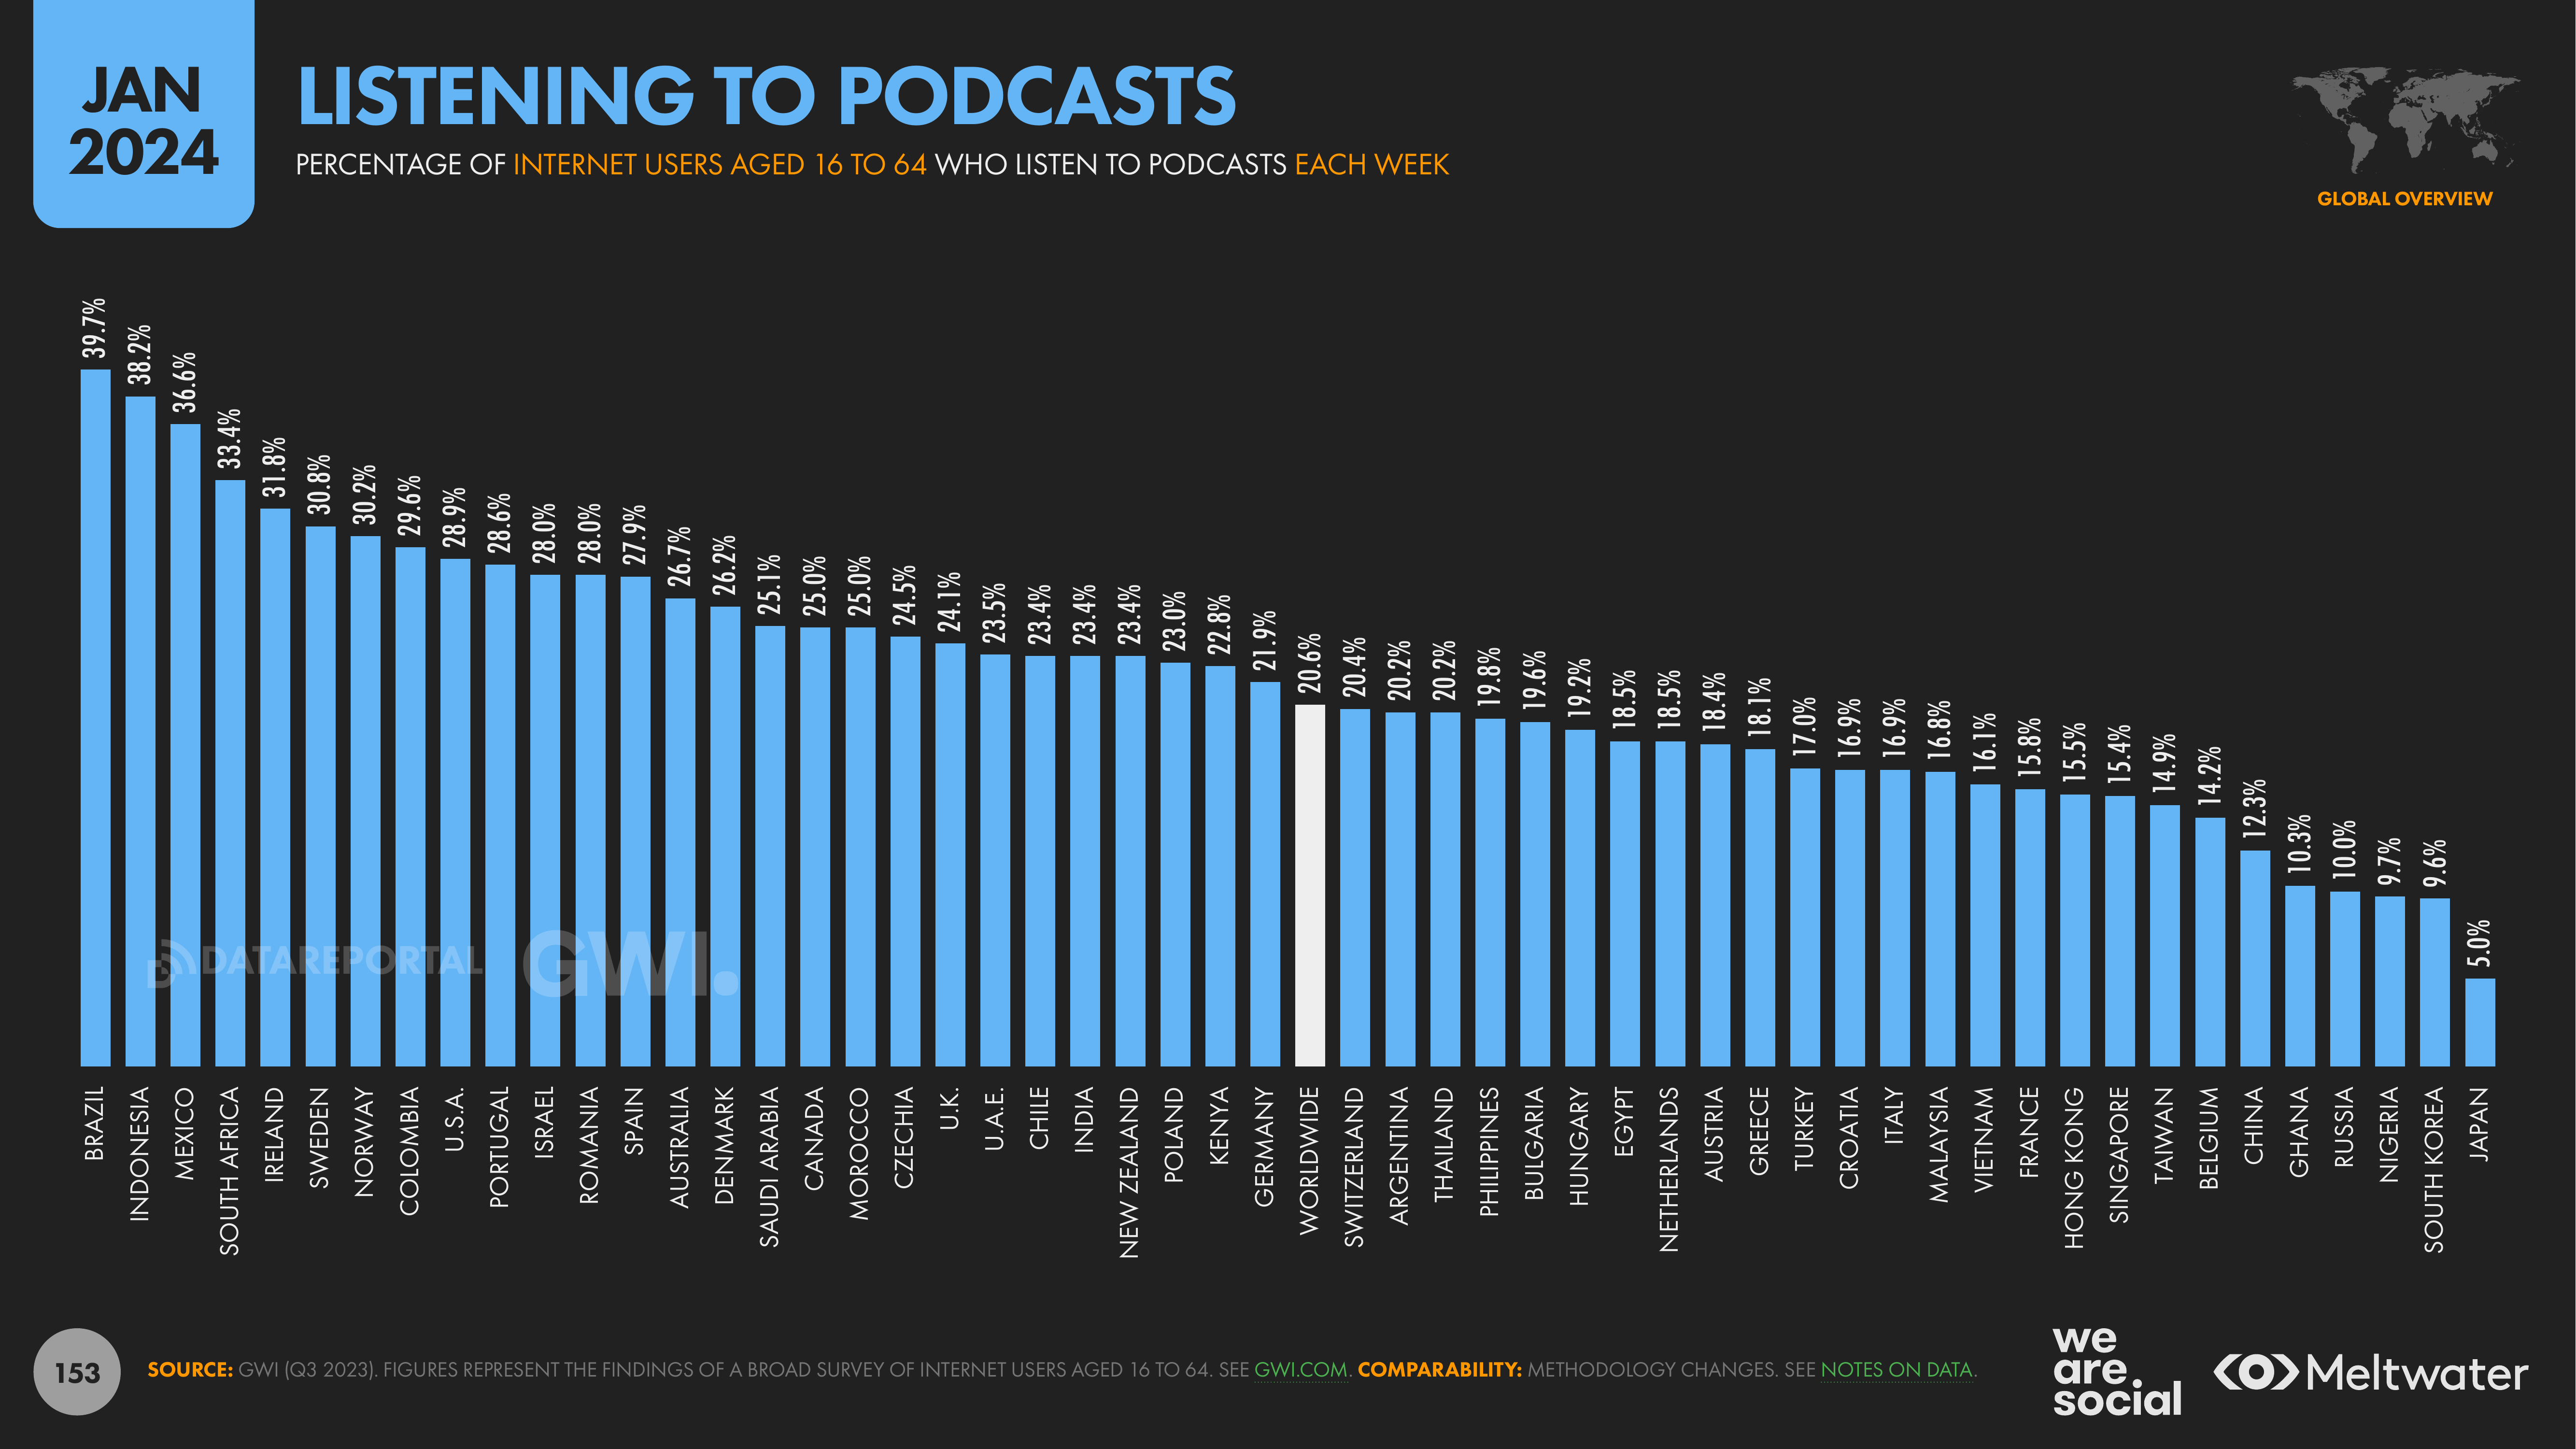 JAN
2024
LISTENING TO PODCASTS
PERCENTAGE OF INTERNET USERS AGED 16 TO 64 WHO LISTEN TO PODCASTS EACH WEEK
GLOBAL OVERVIEW
39.7%
38.2%
36.6%
33.4%
31.8%
30.8%
30.2%
29.6%
28.9%
28.6%
28.0%
28.0%
27.9%
26.7%
26.2%
25.1%
25.0%
25.0%
24.5%
24.1%
23.5%
23.4%
23.4%
23.4%
23.0%
22.8%
21.9%
20.6%
20.4%
20.2%
20.2%
19.8%
19.6%
19.2%
18.5%
18.5%
18.4%
18.1%
17.0%
16.9%
16.9%
16.8%
16.1%
15.8%
15.5%
15.4%
14.9%
14.2%
12.3%
10.3%
10.0%
9.7%
9.6%
5.0%
DATAREPORTAL
GWI.
BRAZIL
INDONESIA
MEXICO
SOUTH AFRICA
IRELAND
SWEDEN
NORWAY
COLOMBIA
U.S.A.
PORTUGAL
ISRAEL
ROMANIA
SPAIN
AUSTRALIA
DENMARK
SAUDI ARABIA
CANADA
MOROCCO
CZECHIA
U.K.
U.A.E.
CHILE
INDIA
NEW ZEALAND
POLAND
KENYA
GERMANY
WORLDWIDE
SWITZERLAND
ARGENTINA
THAILAND
PHILIPPINES
BULGARIA
HUNGARY
EGYPT
NETHERLANDS
AUSTRIA
GREECE
TURKEY
CROATIA
ITALY
MALAYSIA
VIETNAM
FRANCE
HONG KONG
SINGAPORE
TAIWAN
BELGIUM
CHINA
GHANA
RUSSIA
NIGERIA
SOUTH KOREA
JAPAN
153
SOURCE: GWI (Q3 2023). FIGURES REPRESENT THE FINDINGS OF A BROAD SURVEY OF INTERNET USERS AGED 16 TO 64. SEE GWI.COM. COMPARABILITY: METHODOLOGY CHANGES. SEE NOTES ON DATA.
we
are
social
Meltwater